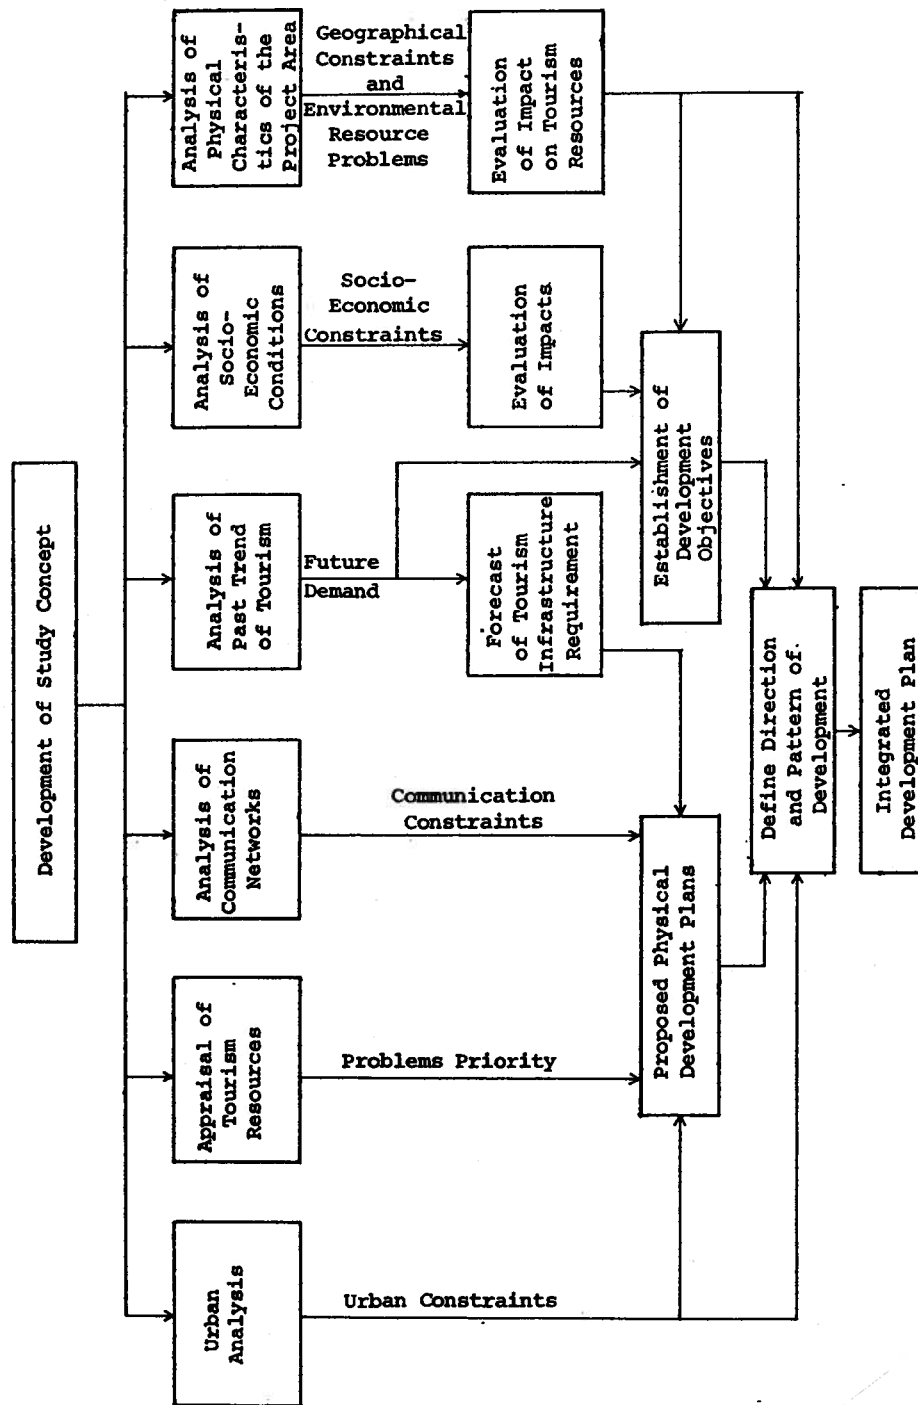 Development of Study Concept
Urban
Analysis
Appraisal of
Tourism
Resources
Analysis of
Communication
Networks
Analysis of
Past Trend
of Tourism
Analysis of
Socio-
Economic
Conditions
Analysis of
Physical
Characteris-
tics of the
Project Area
Urban Constraints
Problems Priority
Communication
Constraints
Future
Demand
Socio-
Economic
Constraints
Geographical
Constraints
and
Environmental
Resource
Problems
Forecast
of Tourism
Infrastructure
Requirement
Evaluation
of Impacts
Evaluation
of Impact
on Tourism
Resources
Proposed Physical
Development Plans
Establishment of
Development
Objectives
Define Direction
and Pattern of.
Development
Integrated
Development Plan